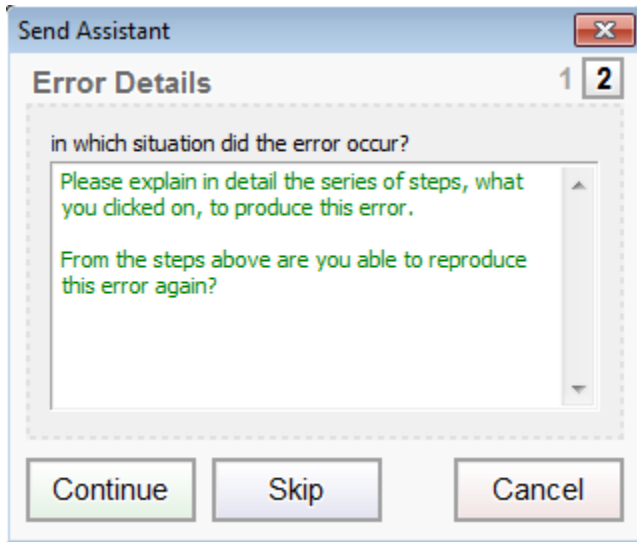 Send Assistant
Error Details
1 2
in which situation did the error occur?
Please explain in detail the series of steps, what
you clicked on, to produce this error.
From the steps above are you able to reproduce
this error again?
Continue Skip Cancel